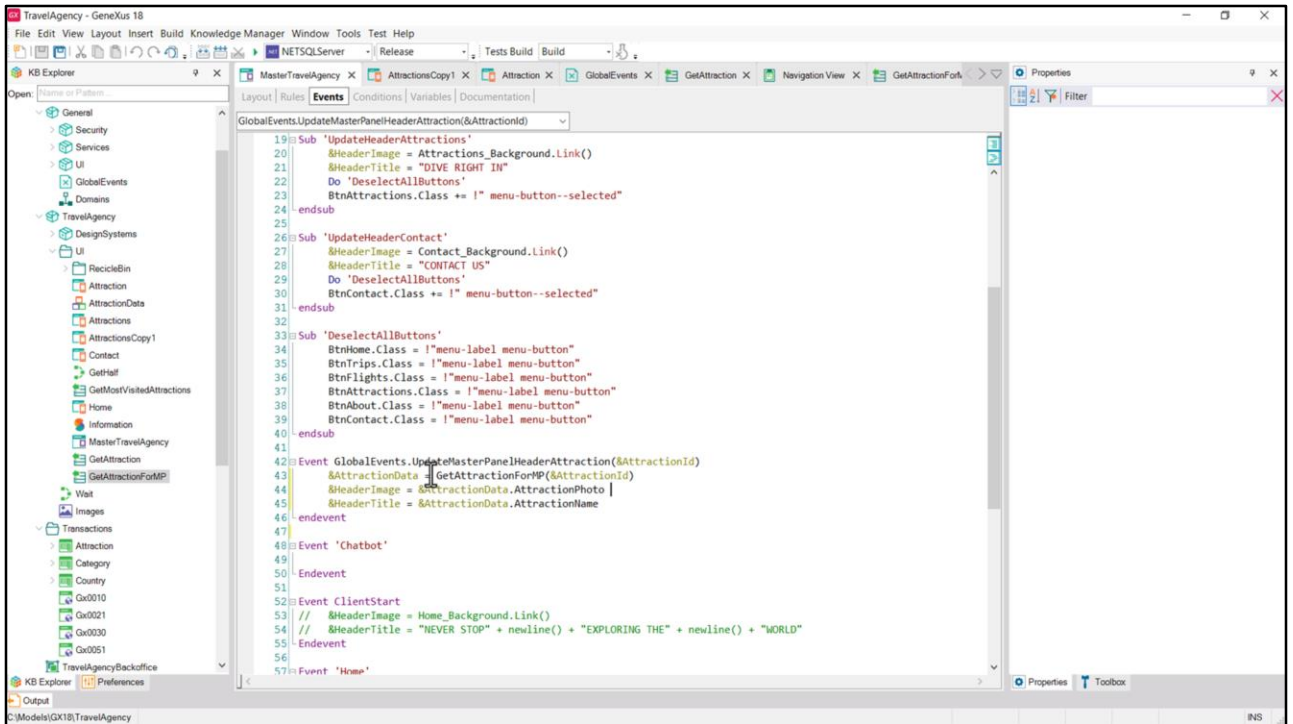 TravelAgency - GeneXus 18
File Edit View Layout Insert Build Knowledge Manager Window Tools Test Help
NETSQLServer Release Tests Build Build
KB Explorer
MasterTravelAgency AttractionsCopy1 Attraction GlobalEvents GetAttraction Navigation View
Properties
Open: Name or Pattern...
Layout Rules Events Conditions Variables Documentation
Filter
GlobalEvents.UpdateMasterPanelHeaderAttraction(&AttractionId)
General
Security
Services
UI
GlobalEvents
Domains
TravelAgency
DesignSystems
UI
RecicleBin
Attraction
AttractionData
Attractions
AttractionsCopy1
Contact
GetHalf
GetMostVisitedAttractions
Home
Information
MasterTravelAgency
GetAttraction
GetAttractionForMP
Wait
Images
Transactions
Attraction
Category
Country
Gx0010
Gx0021
Gx0030
Gx0051
TravelAgencyBackoffice
19 Sub 'UpdateHeaderAttractions'
20 &HeaderImage = Attractions_Background.Link()
21 &HeaderTitle = "DIVE RIGHT IN"
22 Do 'DeselectAllButtons'
23 BtnAttractions.Class += !" menu-button--selected"
24 endsub
25
26 Sub 'UpdateHeaderContact'
27 &HeaderImage = Contact_Background.Link()
28 &HeaderTitle = "CONTACT US"
29 Do 'DeselectAllButtons'
30 BtnContact.Class += !" menu-button--selected"
31 endsub
32
33 Sub 'DeselectAllButtons'
34 BtnHome.Class = !"menu-label menu-button"
35 BtnTrips.Class = !"menu-label menu-button"
36 BtnFlights.Class = !"menu-label menu-button"
37 BtnAttractions.Class = !"menu-label menu-button"
38 BtnAbout.Class = !"menu-label menu-button"
39 BtnContact.Class = !"menu-label menu-button"
40 endsub
41
42 Event GlobalEvents.UpdateMasterPanelHeaderAttraction(&AttractionId)
43 &AttractionData = GetAttractionForMP(&AttractionId)
44 &HeaderImage = &AttractionData.AttractionPhoto
45 &HeaderTitle = &AttractionData.AttractionName
46 endevent
47
48 Event 'Chatbot'
49
50 Endevent
51
52 Event ClientStart
53 // &HeaderImage = Home_Background.Link()
54 // &HeaderTitle = "NEVER STOP" + newline() + "EXPLORING THE" + newline() + "WORLD"
55 Endevent
56
57 Event 'Home'
KB Explorer Preferences
Properties Toolbox
Output
C:\Models\GX18\TravelAgency
INS